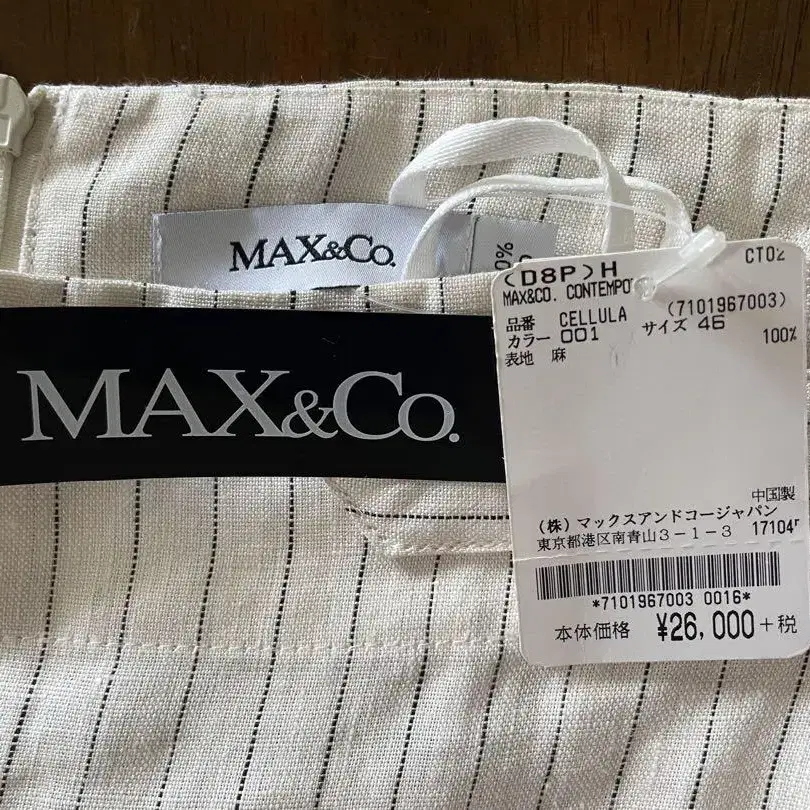 MAX&Co.
0%
MAX&Co.
CT02
(D8P)H
MAX&CO. CONTEMPO
品番 CELLULA (7101967003)
カラー 001 サイズ 46
表地 麻 100%
中国製
(株)マックスアンドコージャパン
東京都港区南青山3-1-3 17104
*7101967003 0016*
本体価格 ¥26,000+税